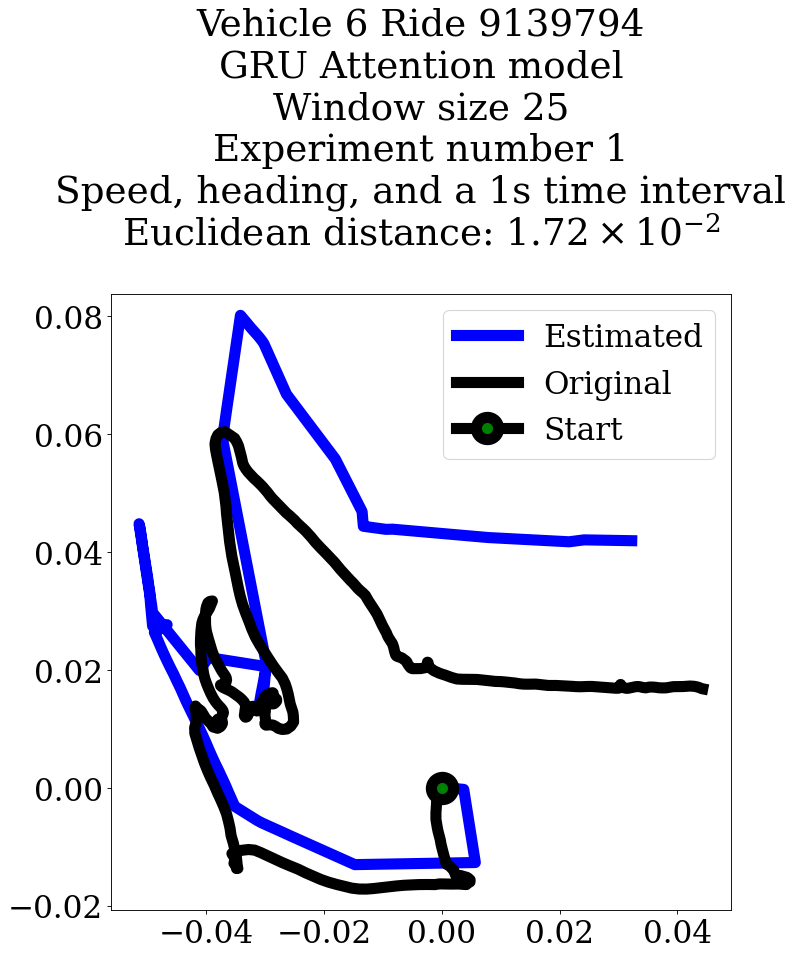 Vehicle 6 Ride 9139794
GRU Attention model
Window size 25
Experiment number 1
Speed, heading, and a 1s time interval
Euclidean distance: 1.72 × 10⁻²
Estimated
Original
Start
0.08
0.06
0.04
0.02
0.00
−0.02
−0.04 −0.02 0.00 0.02 0.04